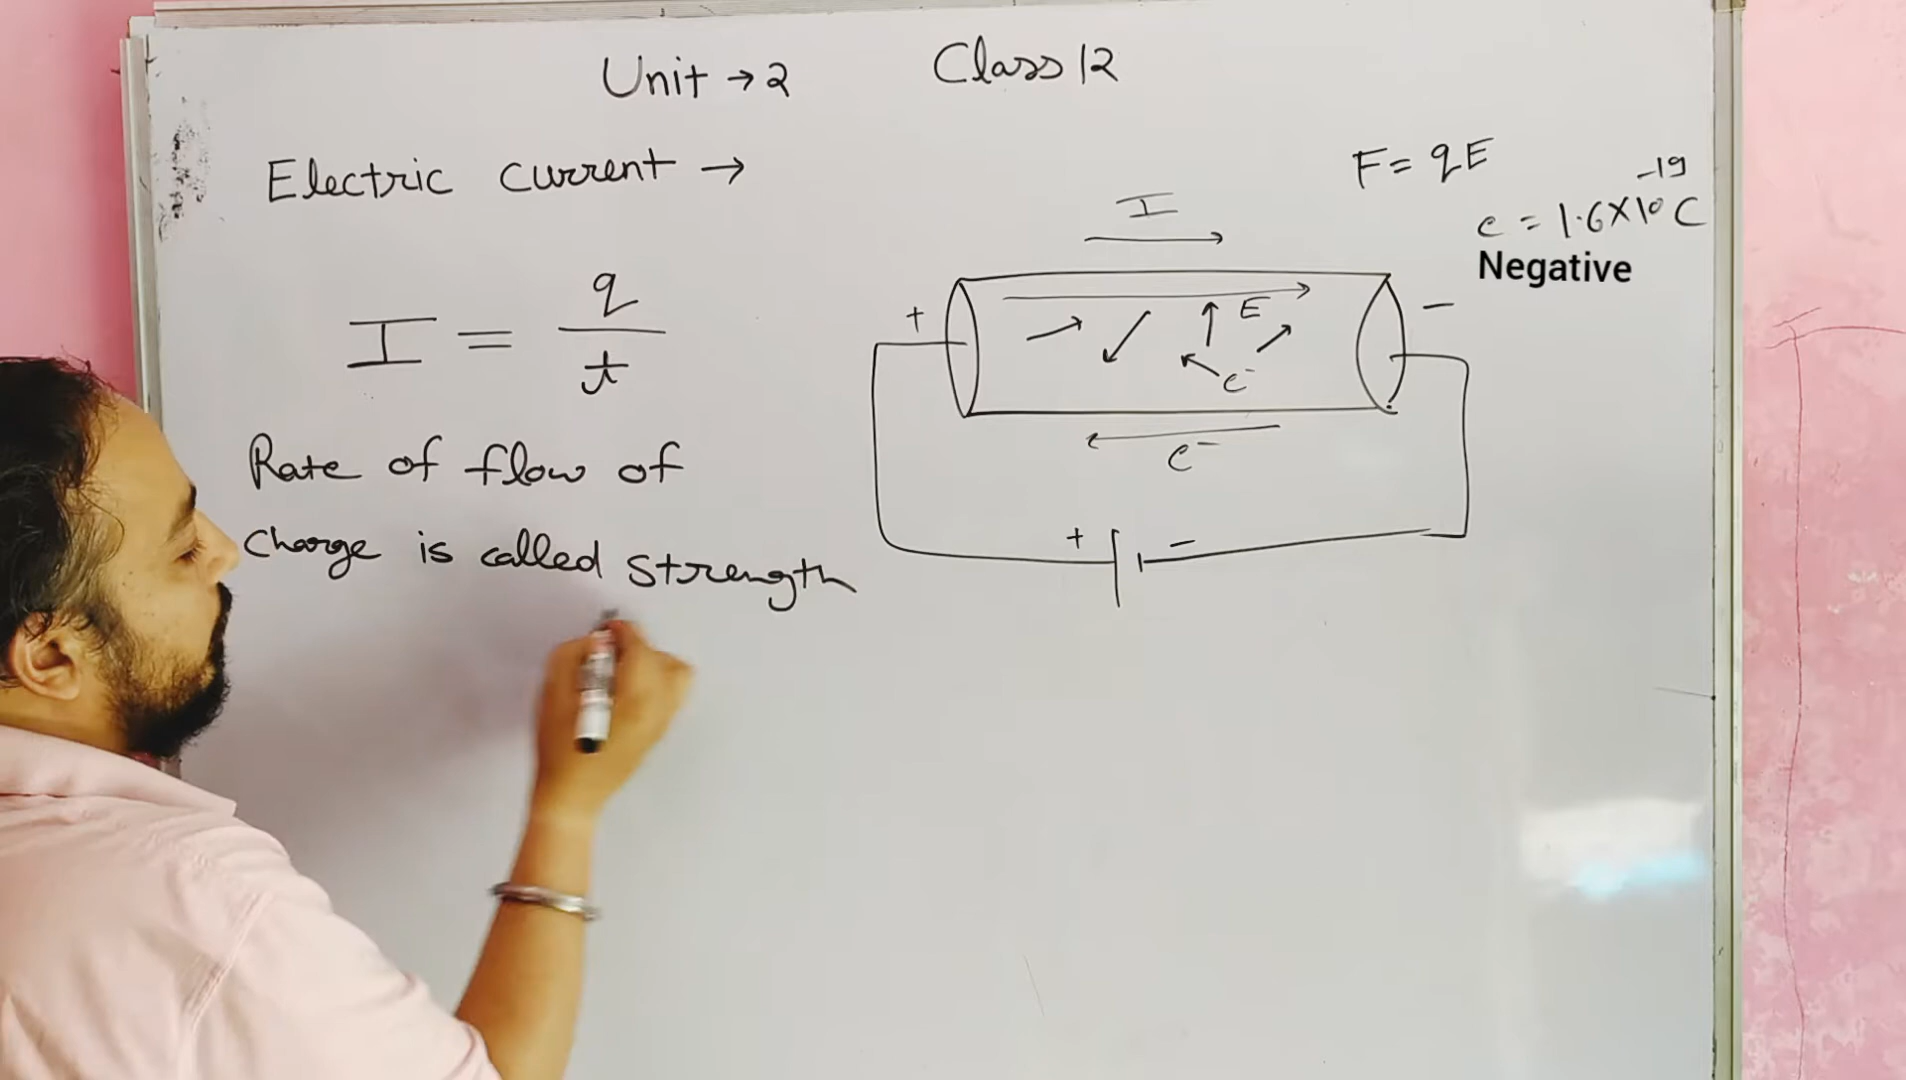 Unit → 2 Class 12
Electric current →
I = q/t
Rate of flow of
charge is called strength
F = qE
e = 1.6×10⁻¹⁹ C
Negative
I
+ E −
e⁻
e⁻
+ −